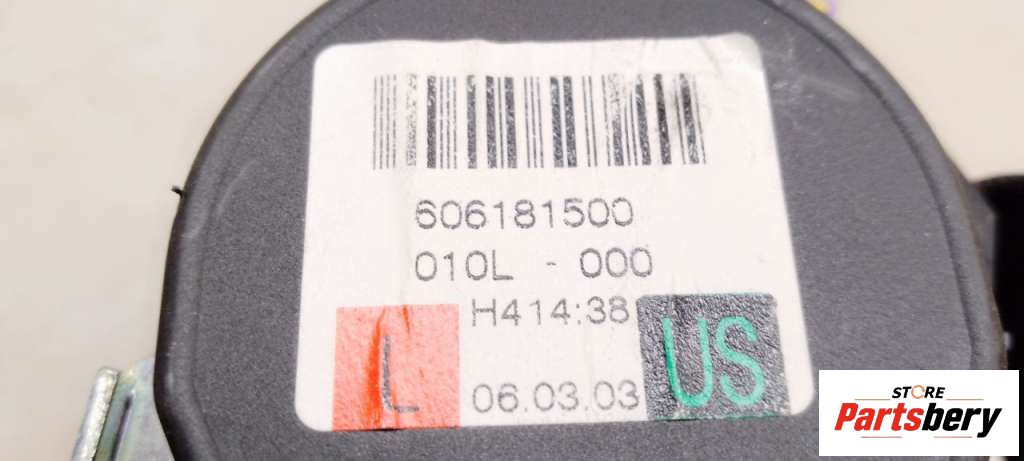 606181500
010L - 000
H414:38
L
06.03.03
US
STORE
Partsbery